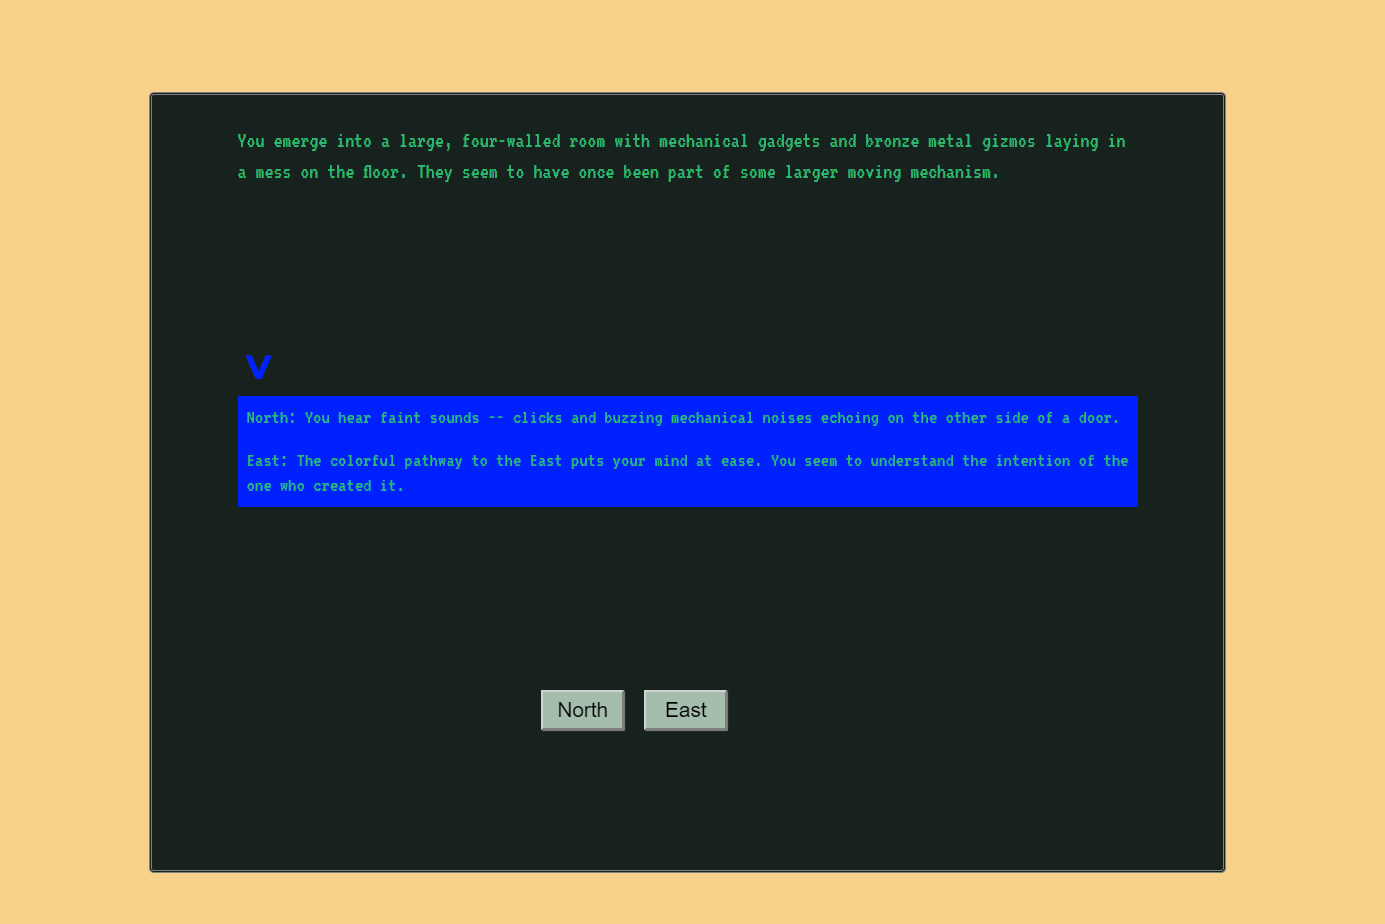 You emerge into a large, four-walled room with mechanical gadgets and bronze metal gizmos laying in
a mess on the floor. They seem to have once been part of some larger moving mechanism.
V
North: You hear faint sounds -- clicks and buzzing mechanical noises echoing on the other side of a door.
East: The colorful pathway to the East puts your mind at ease. You seem to understand the intention of the
one who created it.
North East